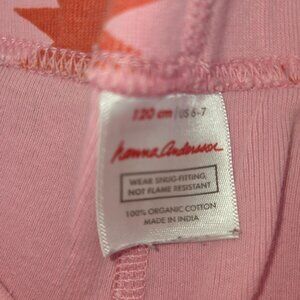 120 cm | US 6-7
Hanna Andersson
WEAR SNUG-FITTING,
NOT FLAME RESISTANT
100% ORGANIC COTTON
MADE IN INDIA